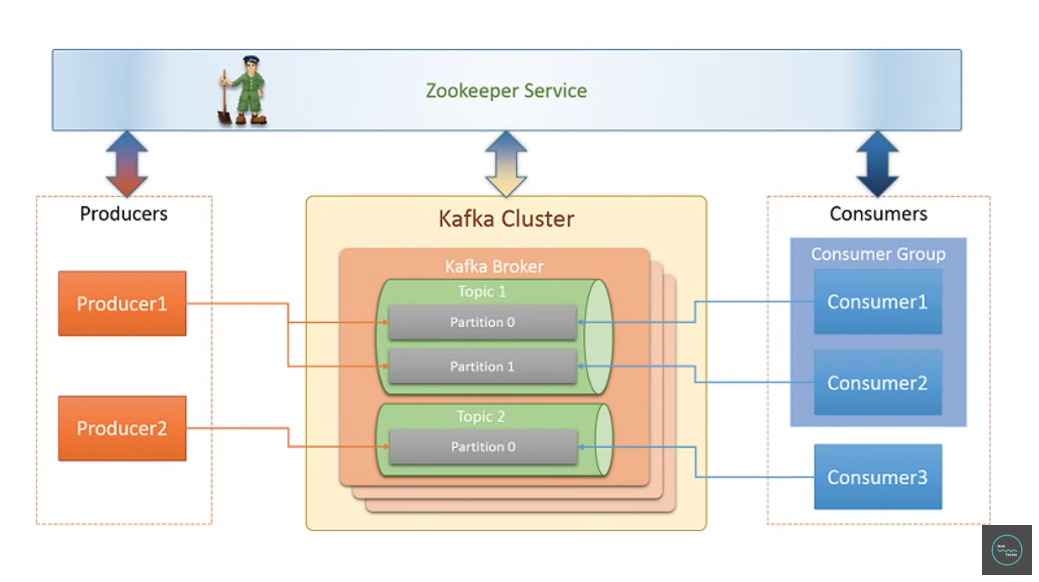 Zookeeper Service
Producers
Producer1
Producer2
Kafka Cluster
Kafka Broker
Topic 1
Partition 0
Partition 1
Topic 2
Partition 0
Consumers
Consumer Group
Consumer1
Consumer2
Consumer3